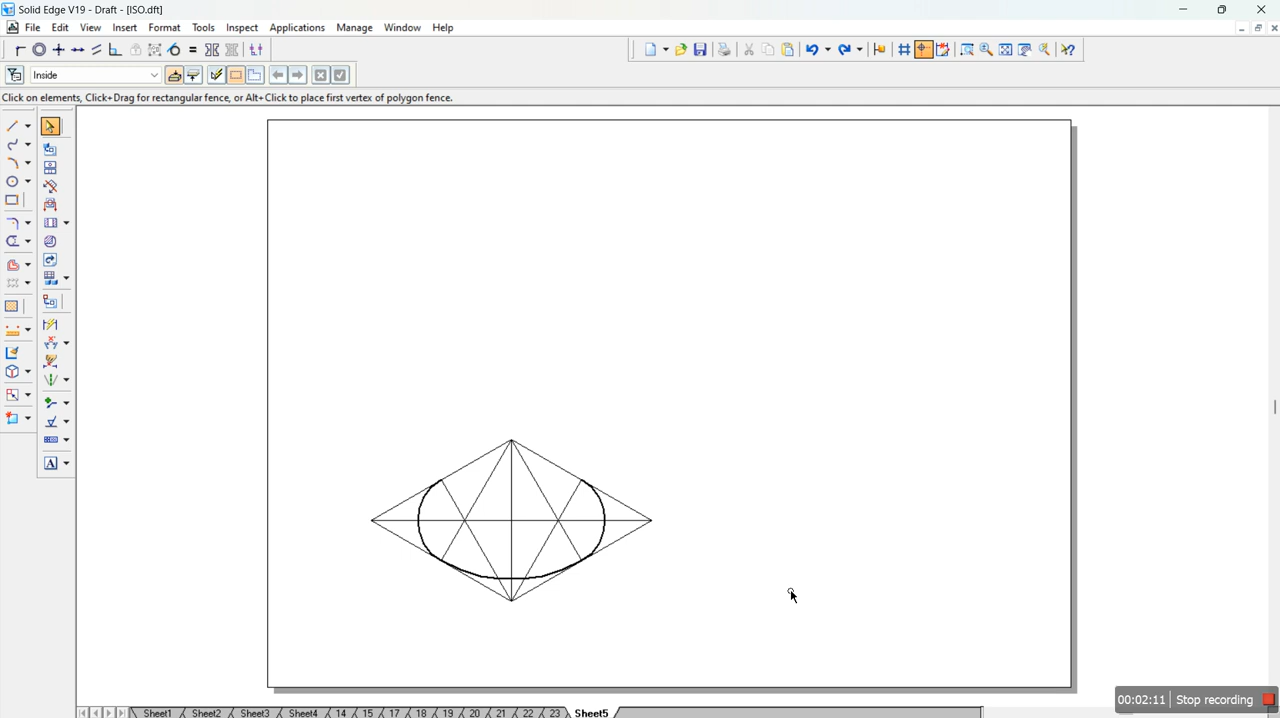 Solid Edge V19 - Draft - [ISO.dft]
File Edit View Insert Format Tools Inspect Applications Manage Window Help
Inside
Click on elements, Click+Drag for rectangular fence, or Alt+Click to place first vertex of polygon fence.
A
00:02:11 Stop recording
Sheet1 Sheet2 Sheet3 Sheet4 14 15 17 18 19 20 21 22 23 Sheet5